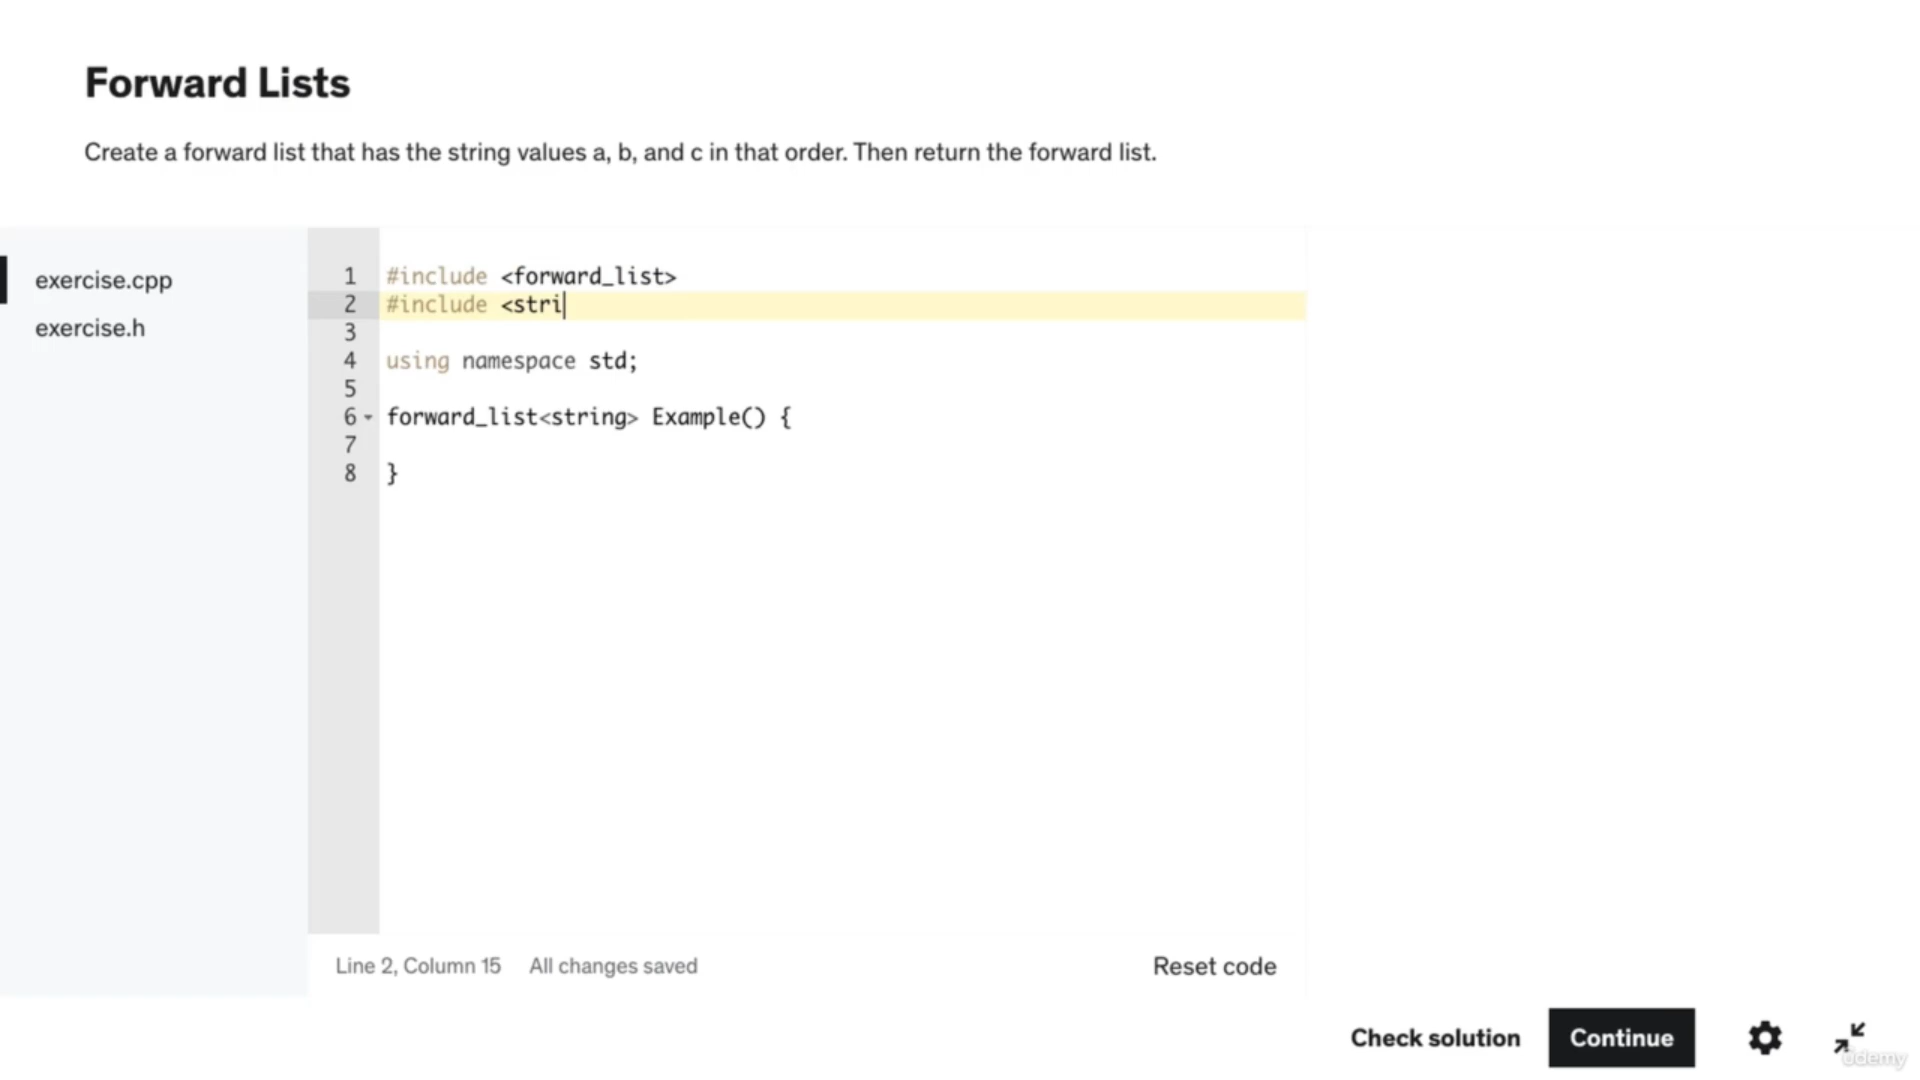 Forward Lists
Create a forward list that has the string values a, b, and c in that order. Then return the forward list.
exercise.cpp
exercise.h
1 #include <forward_list>
2 #include <stri
3
4 using namespace std;
5
6 forward_list<string> Example() {
7
8 }
Line 2, Column 15 All changes saved Reset code
Check solution Continue
udemy